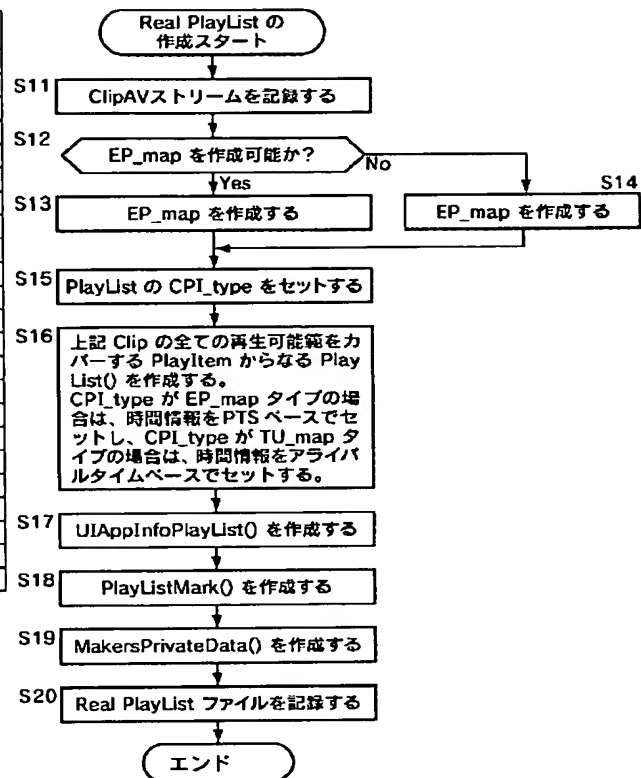 Real PlayList の
作成スタート
S11
ClipAVストリームを記録する
S12
EP_map を作成可能か?
No
Yes
S13
EP_map を作成する
S14
EP_map を作成する
S15
PlayList の CPI_type をセットする
S16
上記 Clip の全ての再生可能範をカ
バーする PlayItem からなる Play
List() を作成する。
CPI_type が EP_map タイプの場
合は、時間情報をPTS ベースでセ
ットし、CPI_type が TU_map タ
イプの場合は、時間情報をアライバ
ルタイムベースでセットする。
S17
UIAppInfoPlayList() を作成する
S18
PlayListMark() を作成する
S19
MakersPrivateData() を作成する
S20
Real PlayList ファイルを記録する
エンド